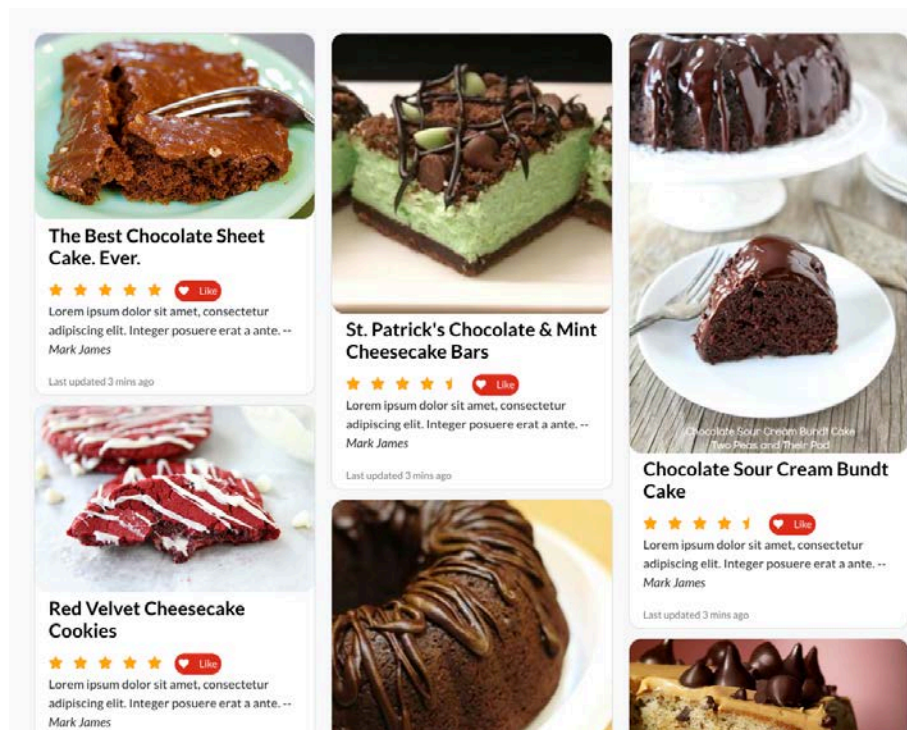 The Best Chocolate Sheet
Cake. Ever.
Like
Lorem ipsum dolor sit amet, consectetur
adipiscing elit. Integer posuere erat a ante. --
Mark James
Last updated 3 mins ago
Red Velvet Cheesecake
Cookies
Like
Lorem ipsum dolor sit amet, consectetur
adipiscing elit. Integer posuere erat a ante. --
Mark James
St. Patrick's Chocolate & Mint
Cheesecake Bars
Like
Lorem ipsum dolor sit amet, consectetur
adipiscing elit. Integer posuere erat a ante. --
Mark James
Last updated 3 mins ago
Chocolate Sour Cream Bundt Cake
Two Peas and Their Pod
Chocolate Sour Cream Bundt
Cake
Like
Lorem ipsum dolor sit amet, consectetur
adipiscing elit. Integer posuere erat a ante. --
Mark James
Last updated 3 mins ago